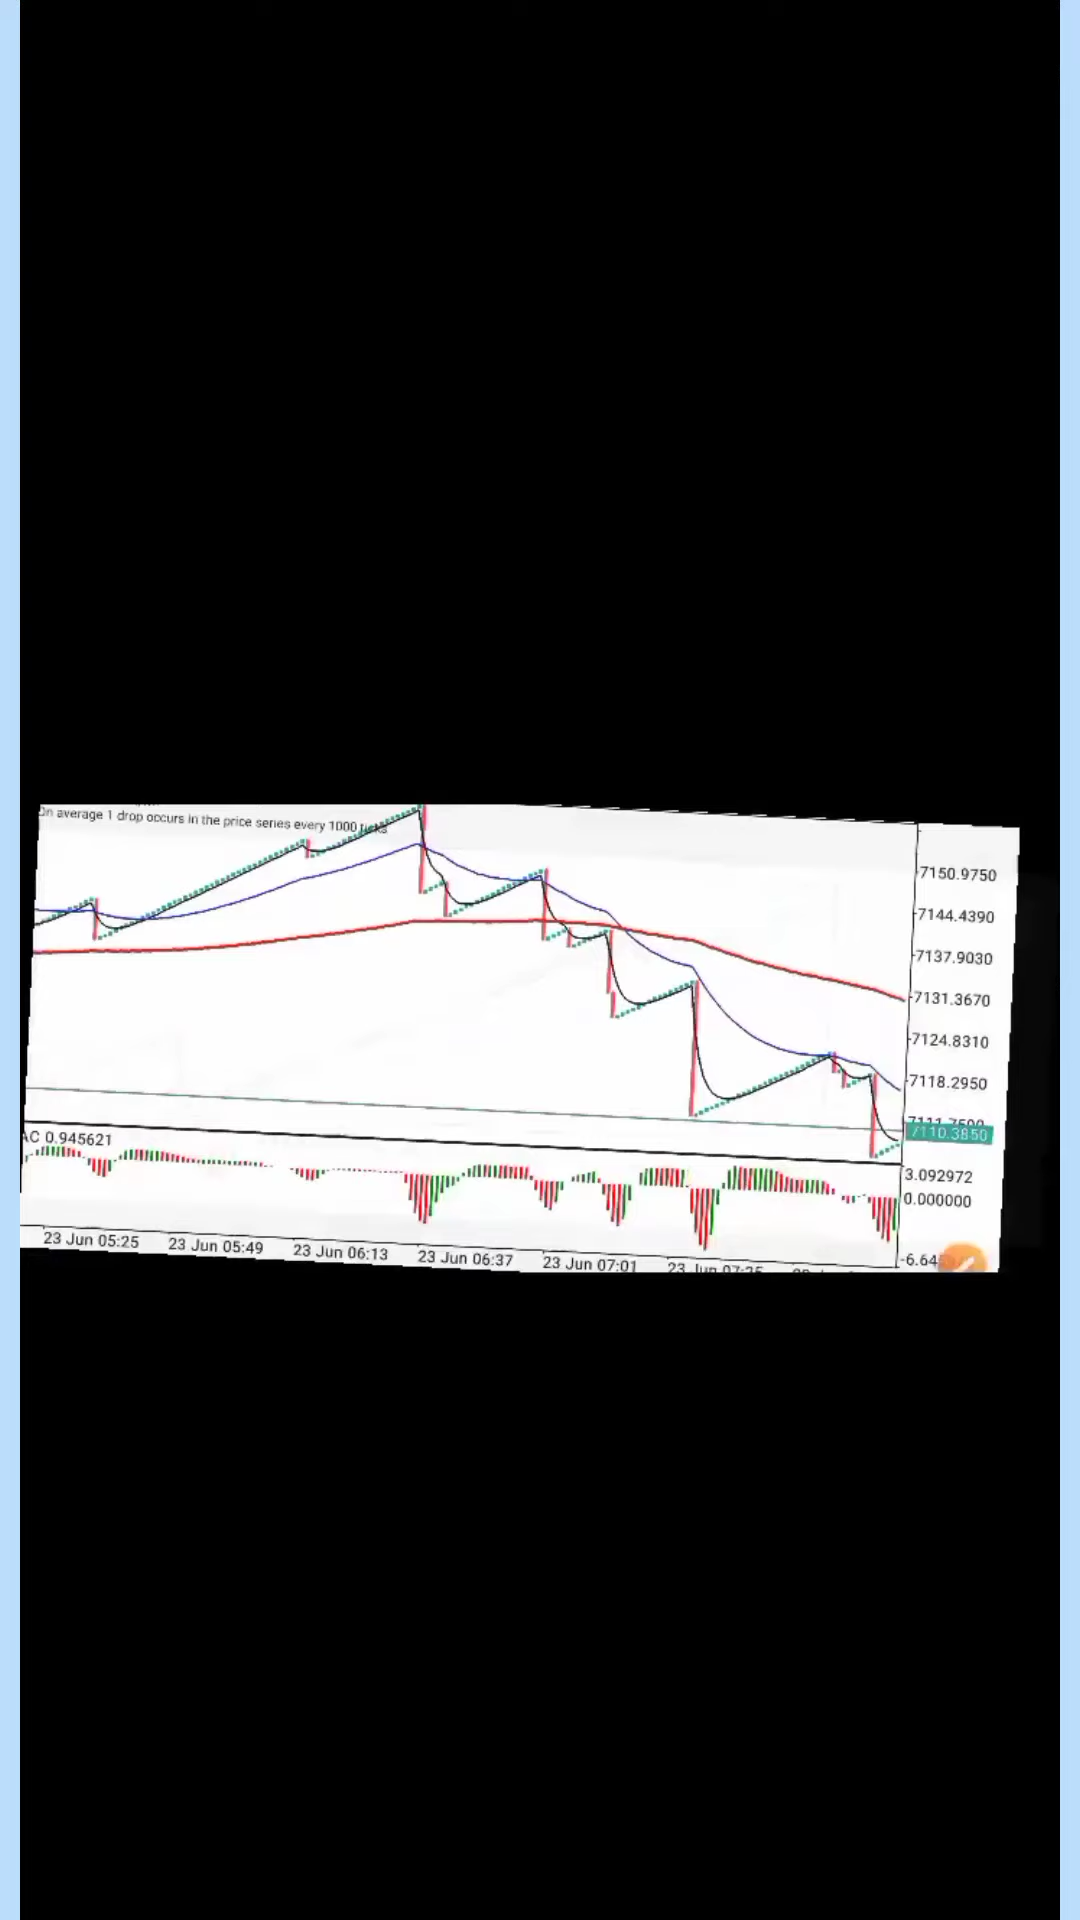 On average 1 drop occurs in the price series every 1000 ticks
7150.9750
7144.4390
7137.9030
7131.3670
7124.8310
7118.2950
7110.3850
AC 0.945621
3.092972
0.000000
23 Jun 05:25
23 Jun 05:49
23 Jun 06:13
23 Jun 06:37
23 Jun 07:01